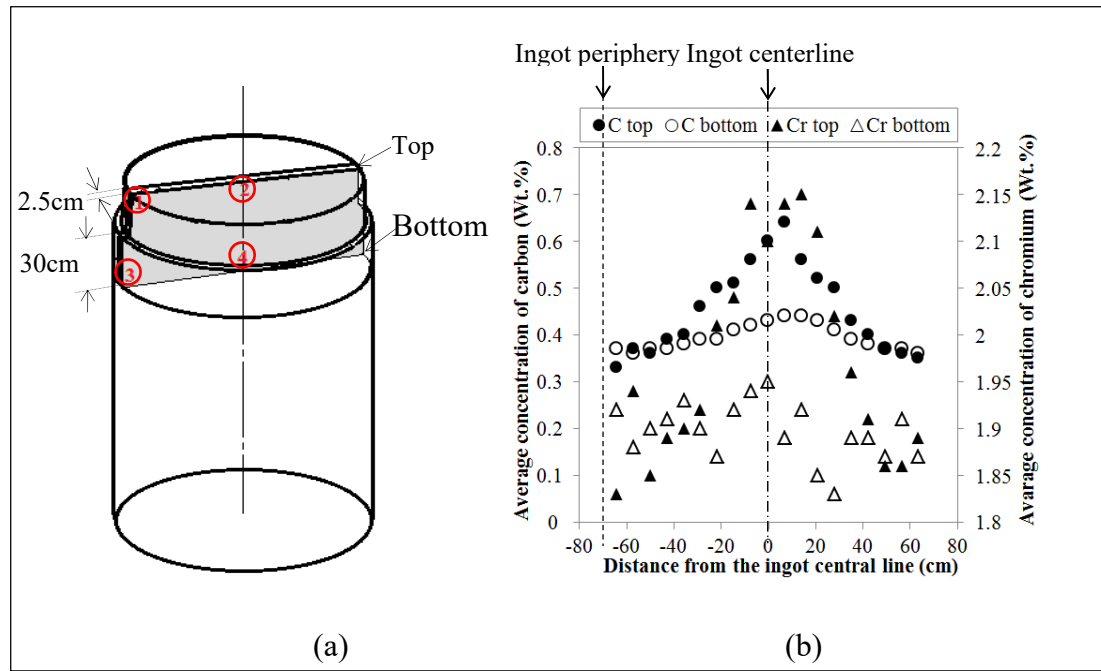 Ingot periphery Ingot centerline
C top C bottom Cr top Cr bottom
Top
Bottom
2.5cm
30cm
1
2
3
4
Average concentration of carbon (Wt.%)
0.8
0.7
0.6
0.5
0.4
0.3
0.2
0.1
0
2.2
2.15
2.1
2.05
2
1.95
1.9
1.85
1.8
Avarage concentration of chromium (Wt.%)
-80 -60 -40 -20 0 20 40 60 80
Distance from the ingot central line (cm)
(a)
(b)